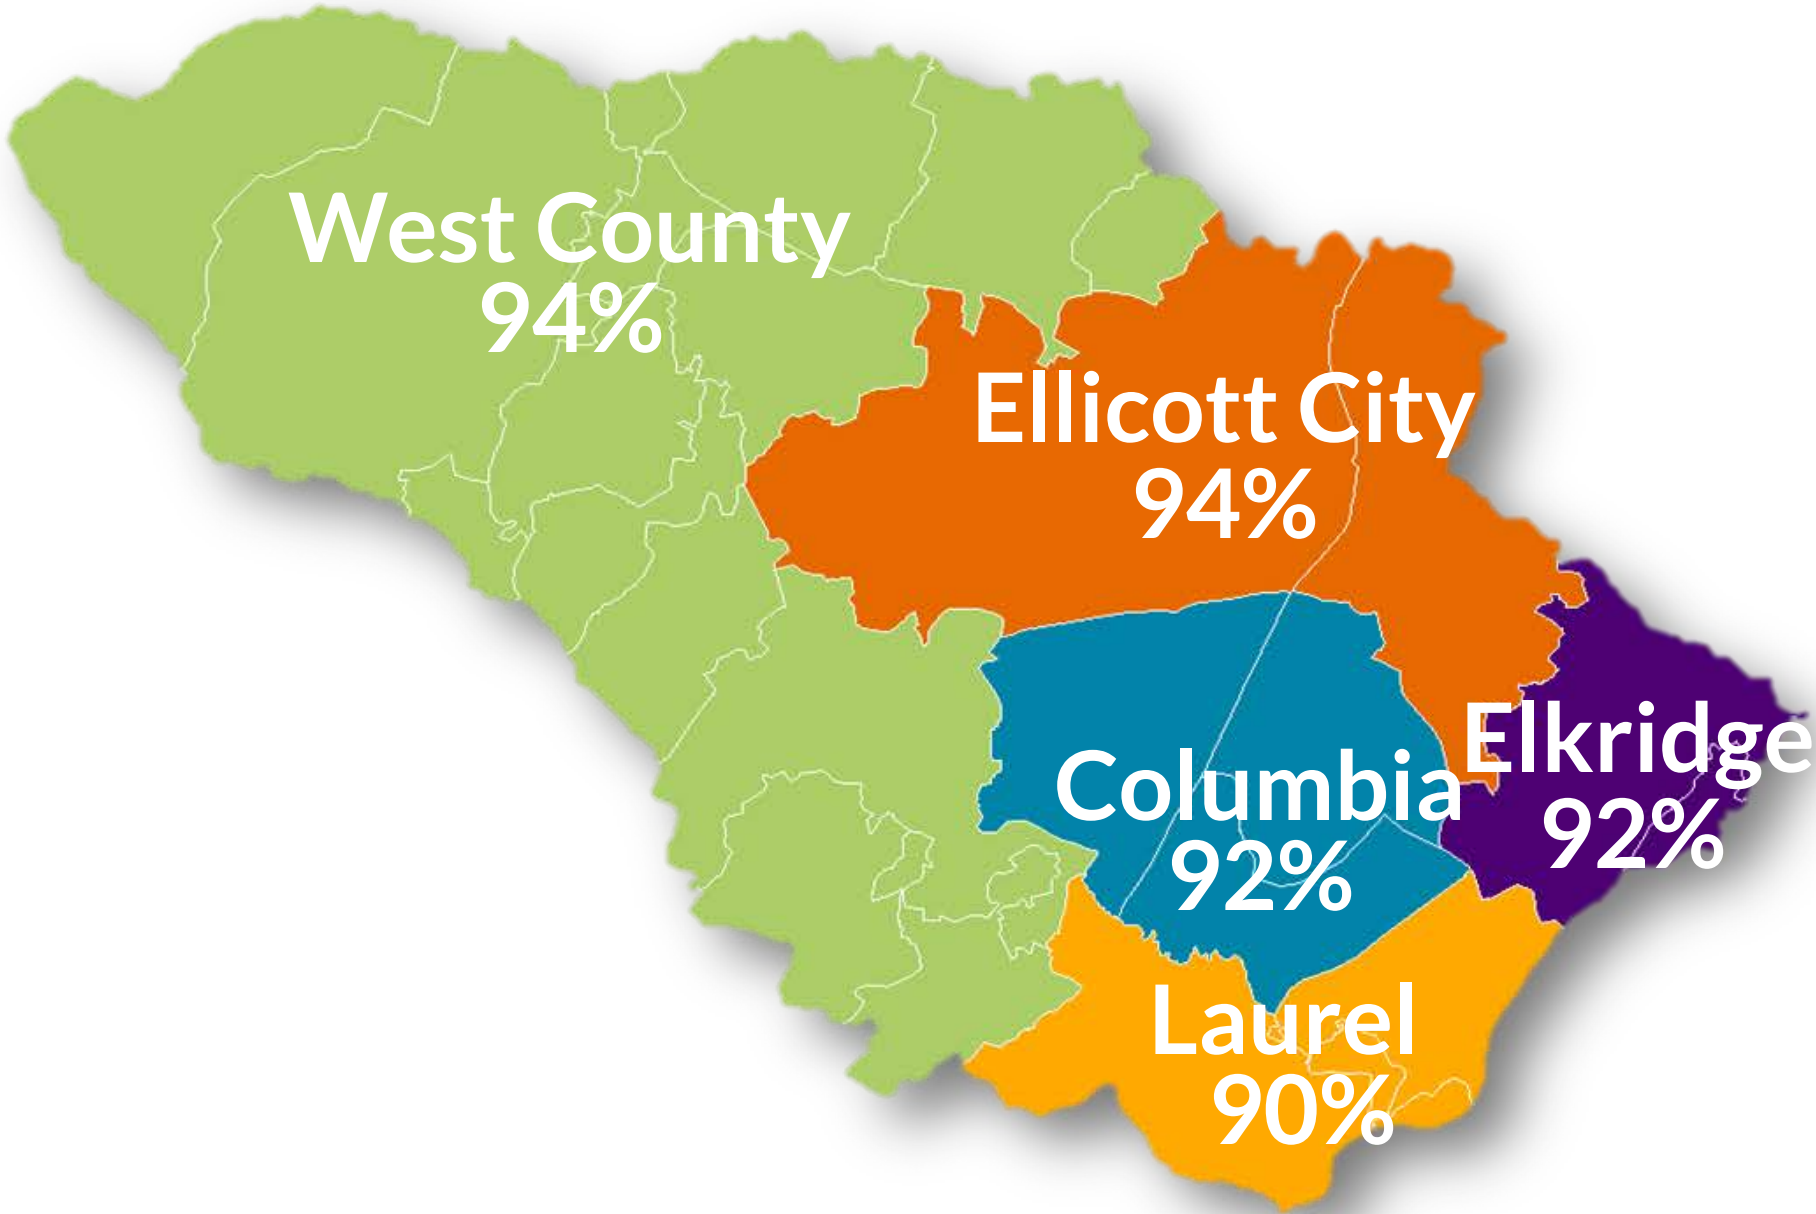 West County
94%
Ellicott City
94%
Elkridge
92%
Columbia
92%
Laurel
90%